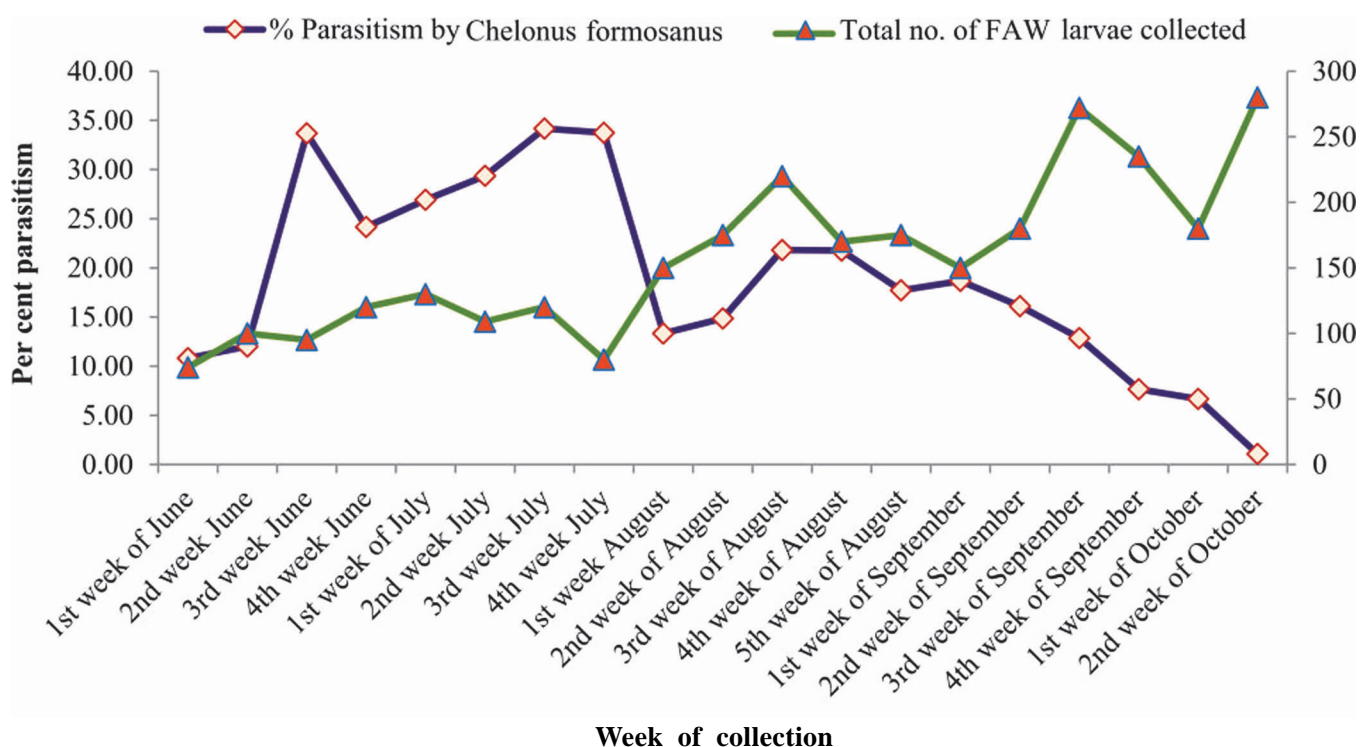 % Parasitism by Chelonus formosanus Total no. of FAW larvae collected
Per cent parasitism
40.00
35.00
30.00
25.00
20.00
15.00
10.00
5.00
0.00
300
250
200
150
100
50
0
1st week of June
2nd week June
3rd week June
4th week June
1st week of July
2nd week July
3rd week July
4th week July
1st week August
2nd week of August
3rd week of August
4th week of August
5th week of August
1st week of September
2nd week of September
3rd week of September
4th week of September
1st week of October
2nd week of October
Week of collection